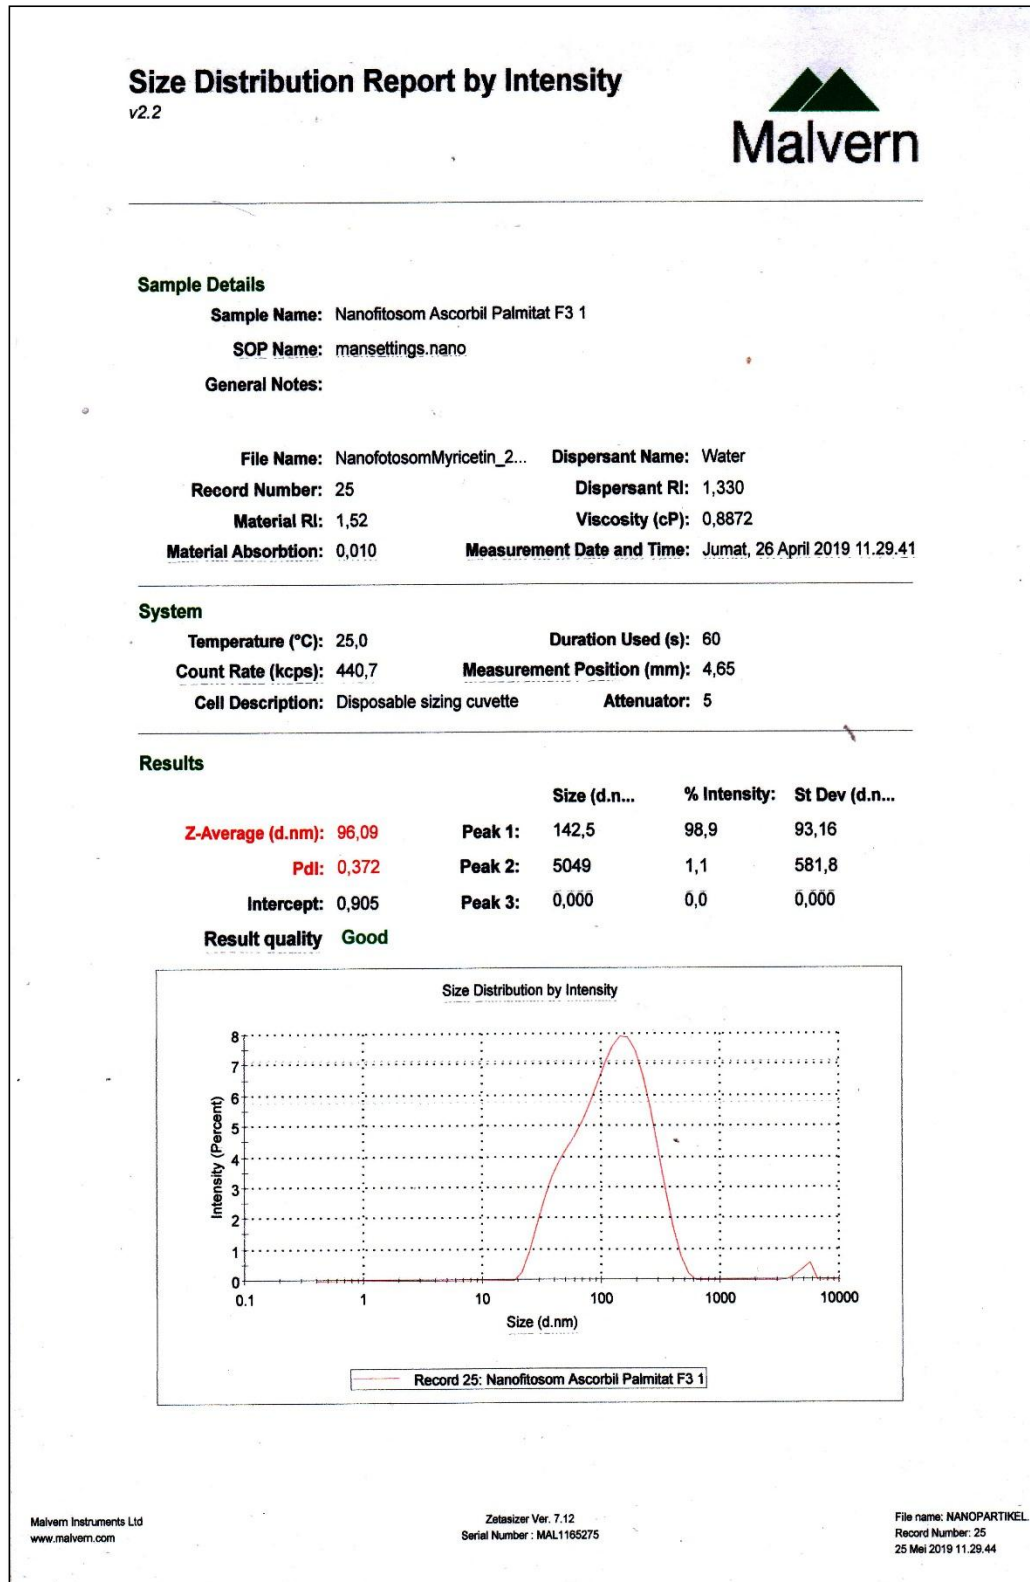 Size Distribution Report by Intensity
v2.2
Malvern
Sample Details
Sample Name: Nanofitosom Ascorbil Palmitat F3 1
SOP Name: mansettings.nano
General Notes:
File Name: NanofotosomMyricetin_2... Dispersant Name: Water
Record Number: 25 Dispersant RI: 1,330
Material RI: 1,52 Viscosity (cP): 0,8872
Material Absorbtion: 0,010 Measurement Date and Time: Jumat, 26 April 2019 11.29.41
System
Temperature (°C): 25,0 Duration Used (s): 60
Count Rate (kcps): 440,7 Measurement Position (mm): 4,65
Cell Description: Disposable sizing cuvette Attenuator: 5
Results
Size (d.n... % Intensity: St Dev (d.n...
Z-Average (d.nm): 96,09 Peak 1: 142,5 98,9 93,16
PdI: 0,372 Peak 2: 5049 1,1 581,8
Intercept: 0,905 Peak 3: 0,000 0,0 0,000
Result quality Good
Size Distribution by Intensity
Intensity (Percent)
8
7
6
5
4
3
2
1
0
0.1 1 10 100 1000 10000
Size (d.nm)
Record 25: Nanofitosom Ascorbil Palmitat F3 1
Malvern Instruments Ltd
www.malvern.com
Zetasizer Ver. 7.12
Serial Number : MAL1165275
File name: NANOPARTIKEL.
Record Number: 25
25 Mei 2019 11.29.44